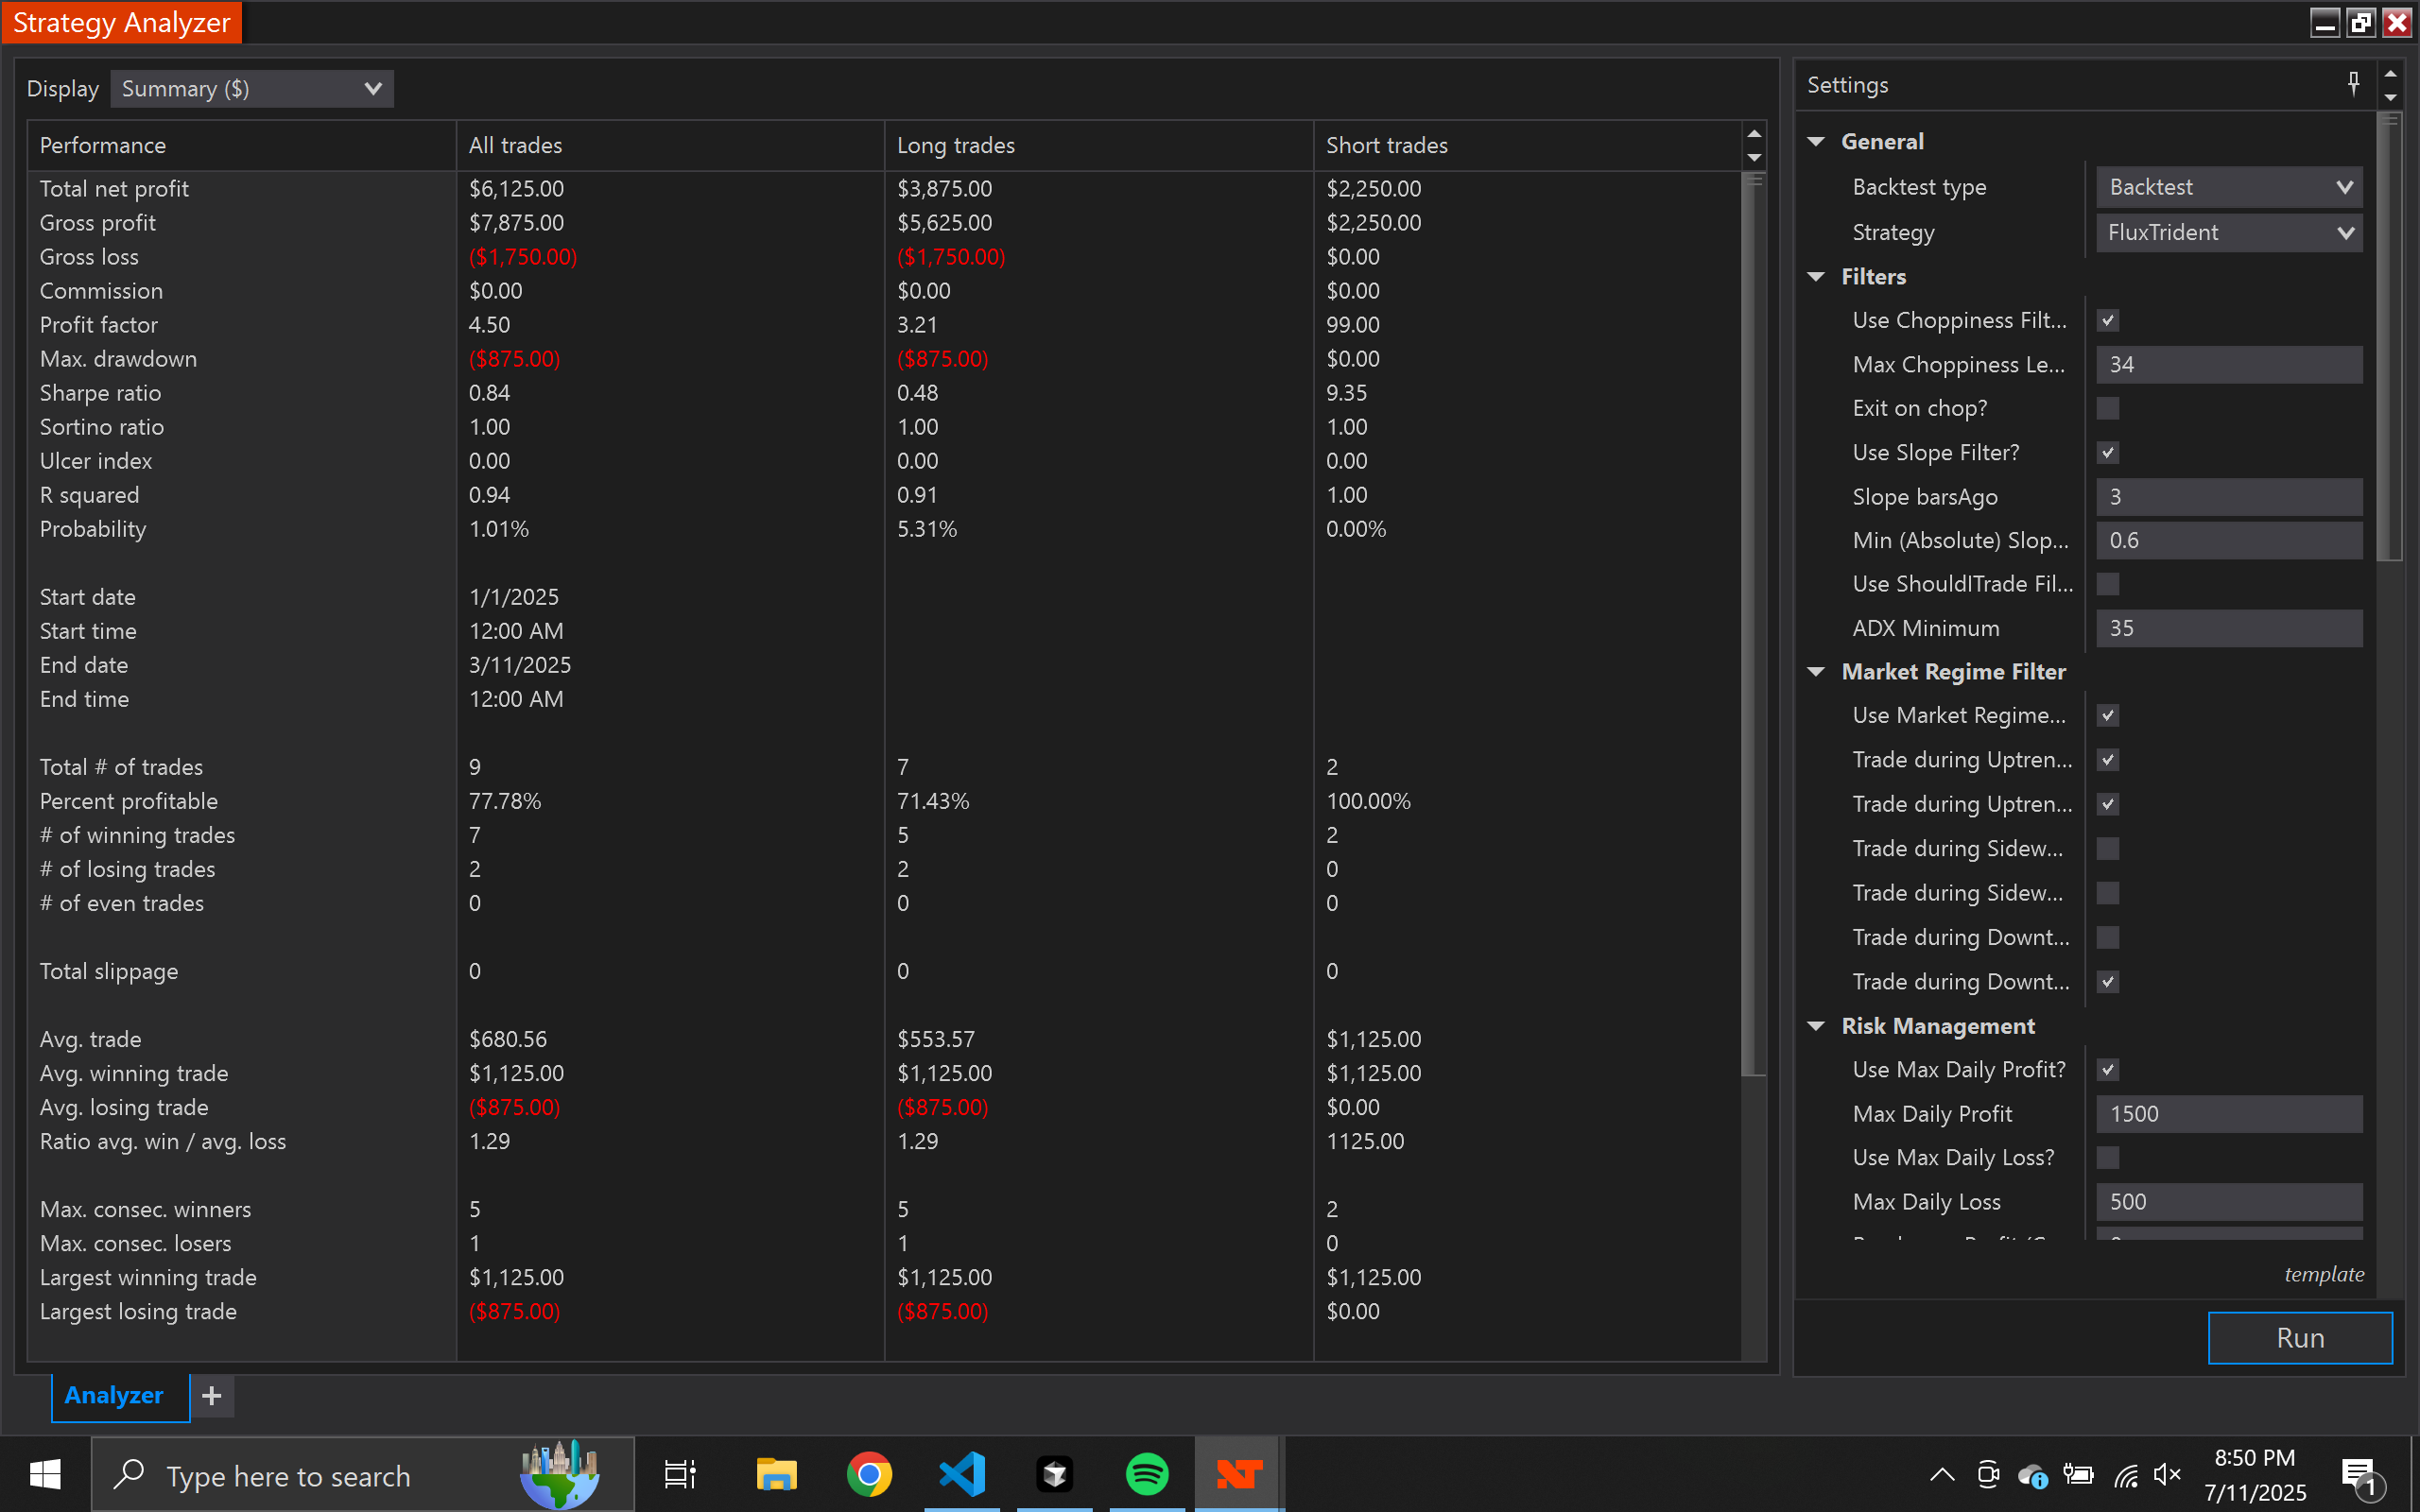 Strategy Analyzer
Display Summary ($)
Performance All trades Long trades Short trades
Total net profit $6,125.00 $3,875.00 $2,250.00
Gross profit $7,875.00 $5,625.00 $2,250.00
Gross loss ($1,750.00) ($1,750.00) $0.00
Commission $0.00 $0.00 $0.00
Profit factor 4.50 3.21 99.00
Max. drawdown ($875.00) ($875.00) $0.00
Sharpe ratio 0.84 0.48 9.35
Sortino ratio 1.00 1.00 1.00
Ulcer index 0.00 0.00 0.00
R squared 0.94 0.91 1.00
Probability 1.01% 5.31% 0.00%
Start date 1/1/2025
Start time 12:00 AM
End date 3/11/2025
End time 12:00 AM
Total # of trades 9 7 2
Percent profitable 77.78% 71.43% 100.00%
# of winning trades 7 5 2
# of losing trades 2 2 0
# of even trades 0 0 0
Total slippage 0 0 0
Avg. trade $680.56 $553.57 $1,125.00
Avg. winning trade $1,125.00 $1,125.00 $1,125.00
Avg. losing trade ($875.00) ($875.00) $0.00
Ratio avg. win / avg. loss 1.29 1.29 1125.00
Max. consec. winners 5 5 2
Max. consec. losers 1 1 0
Largest winning trade $1,125.00 $1,125.00 $1,125.00
Largest losing trade ($875.00) ($875.00) $0.00
Settings
General
Backtest type Backtest
Strategy FluxTrident
Filters
Use Choppiness Filt...
Max Choppiness Le... 34
Exit on chop?
Use Slope Filter?
Slope barsAgo 3
Min (Absolute) Slop... 0.6
Use ShouldITrade Fil...
ADX Minimum 35
Market Regime Filter
Use Market Regime...
Trade during Uptren...
Trade during Uptren...
Trade during Sidew...
Trade during Sidew...
Trade during Downt...
Trade during Downt...
Risk Management
Use Max Daily Profit?
Max Daily Profit 1500
Use Max Daily Loss?
Max Daily Loss 500
template
Run
Analyzer +
Type here to search
8:50 PM
7/11/2025
1